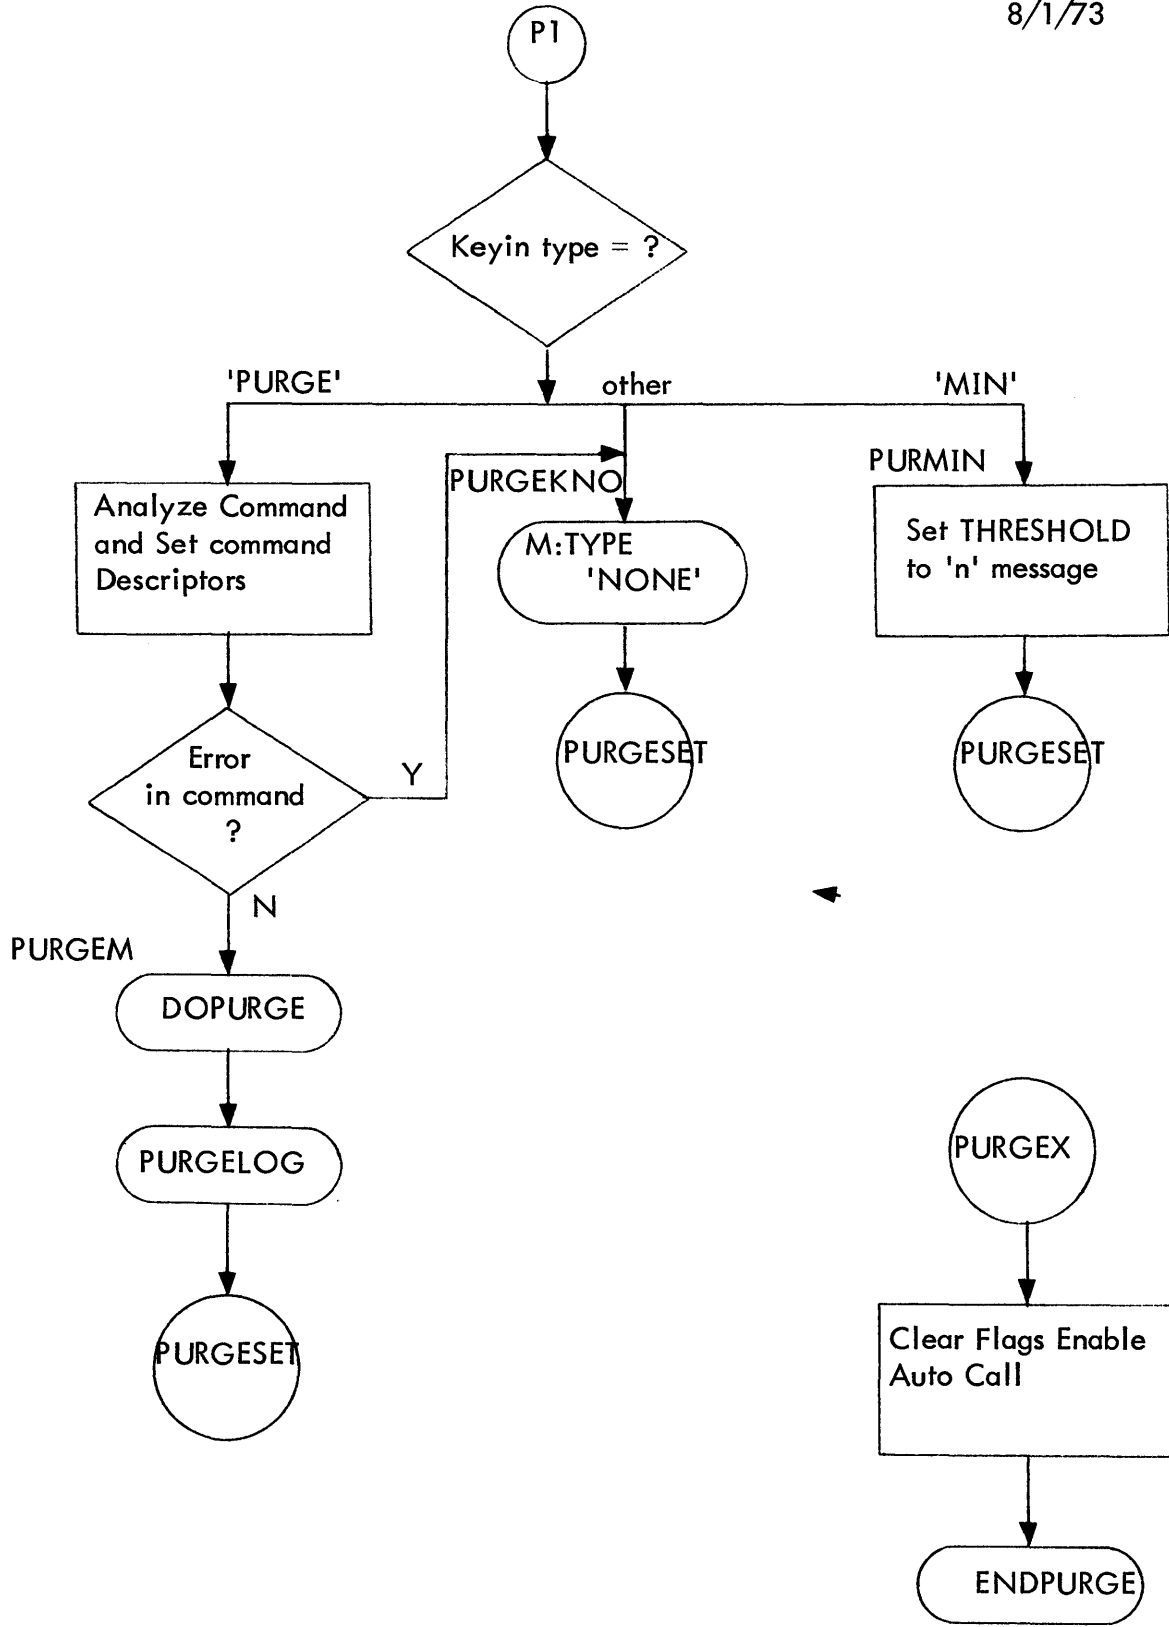 8/1/73
P1
Keyin type = ?
'PURGE'
other
'MIN'
PURGEKNO
PURMIN
Analyze Command
and Set command
Descriptors
M:TYPE
'NONE'
Set THRESHOLD
to 'n' message
Error
in command
?
Y
PURGESET
PURGESET
N
PURGEM
DOPURGE
PURGELOG
PURGESET
PURGEX
Clear Flags Enable
Auto Call
ENDPURGE